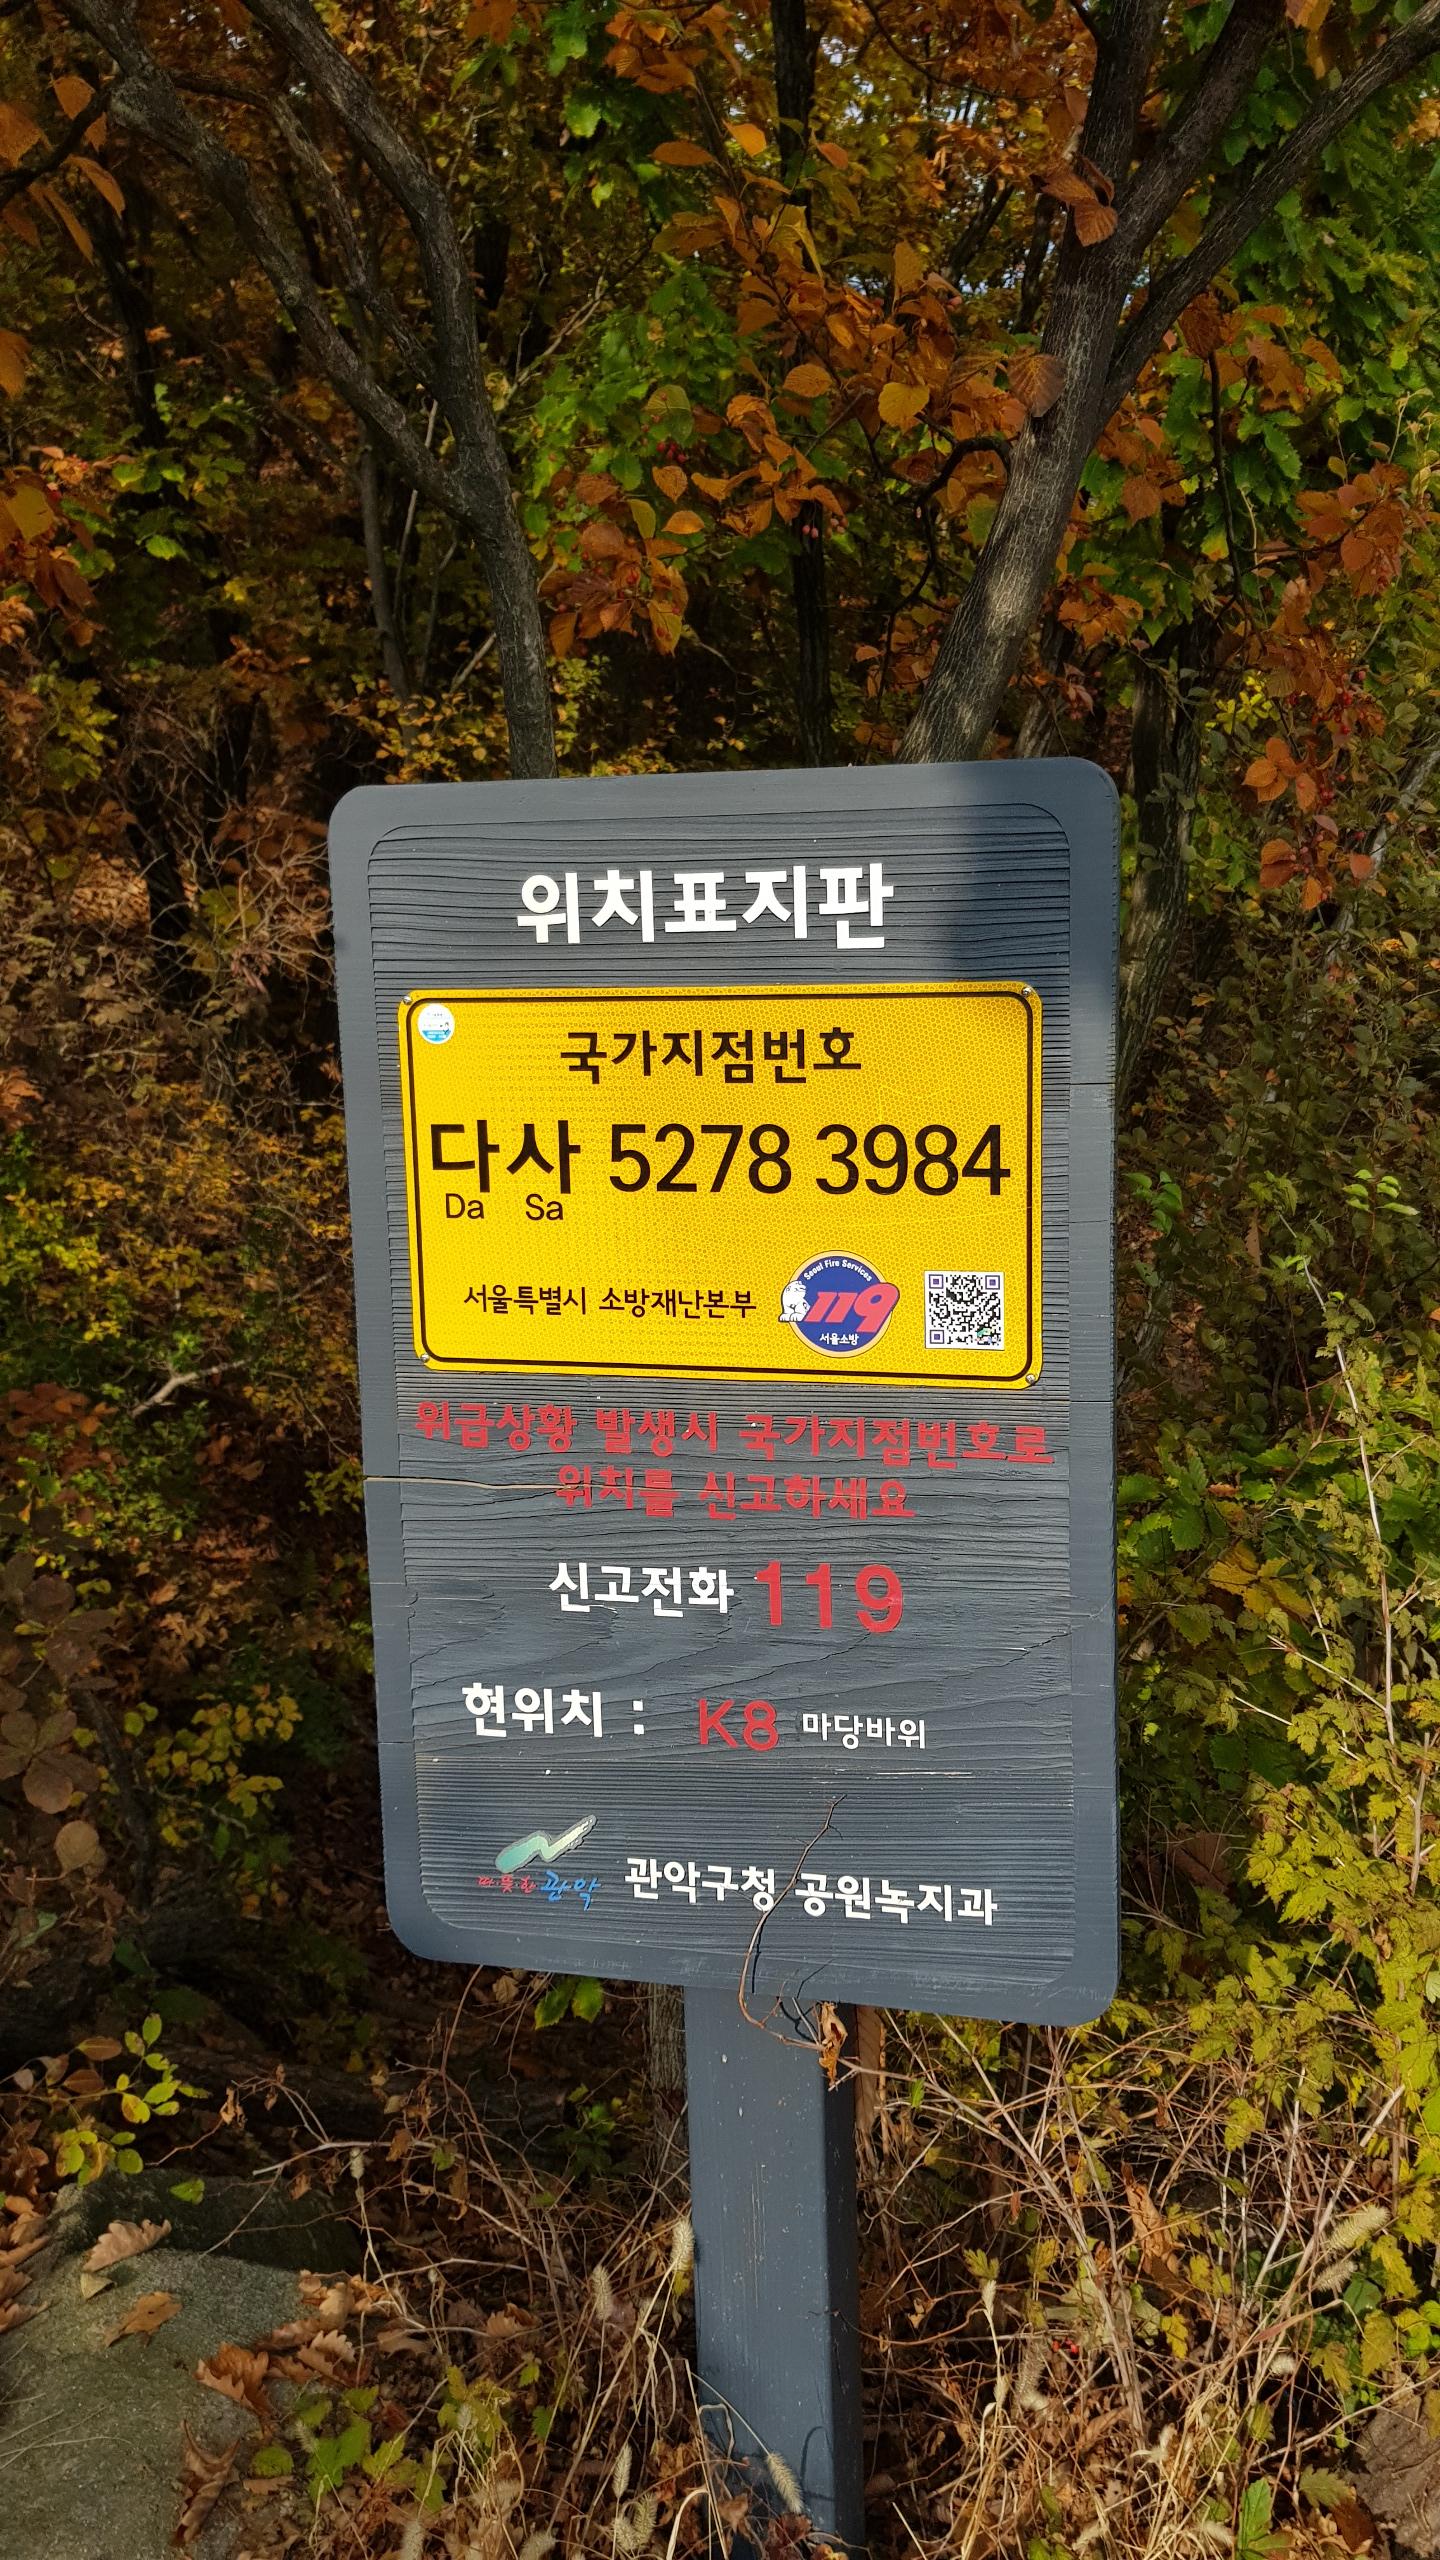 위치표지판
국가지점번호
다사 5278 3984
Da Sa
서울특별시 소방재난본부
Seoul Fire Services
119
서울소방
위급상황 발생시 국가지점번호로
위치를 신고하세요
신고전화 119
현위치 : K8 마당바위
따뜻한 관악 관악구청 공원녹지과